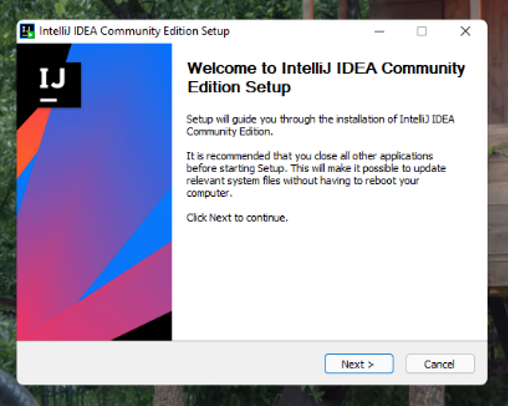 IntelliJ IDEA Community Edition Setup
IJ
Welcome to IntelliJ IDEA Community
Edition Setup
Setup will guide you through the installation of IntelliJ IDEA
Community Edition.
It is recommended that you close all other applications
before starting Setup. This will make it possible to update
relevant system files without having to reboot your
computer.
Click Next to continue.
Next >
Cancel